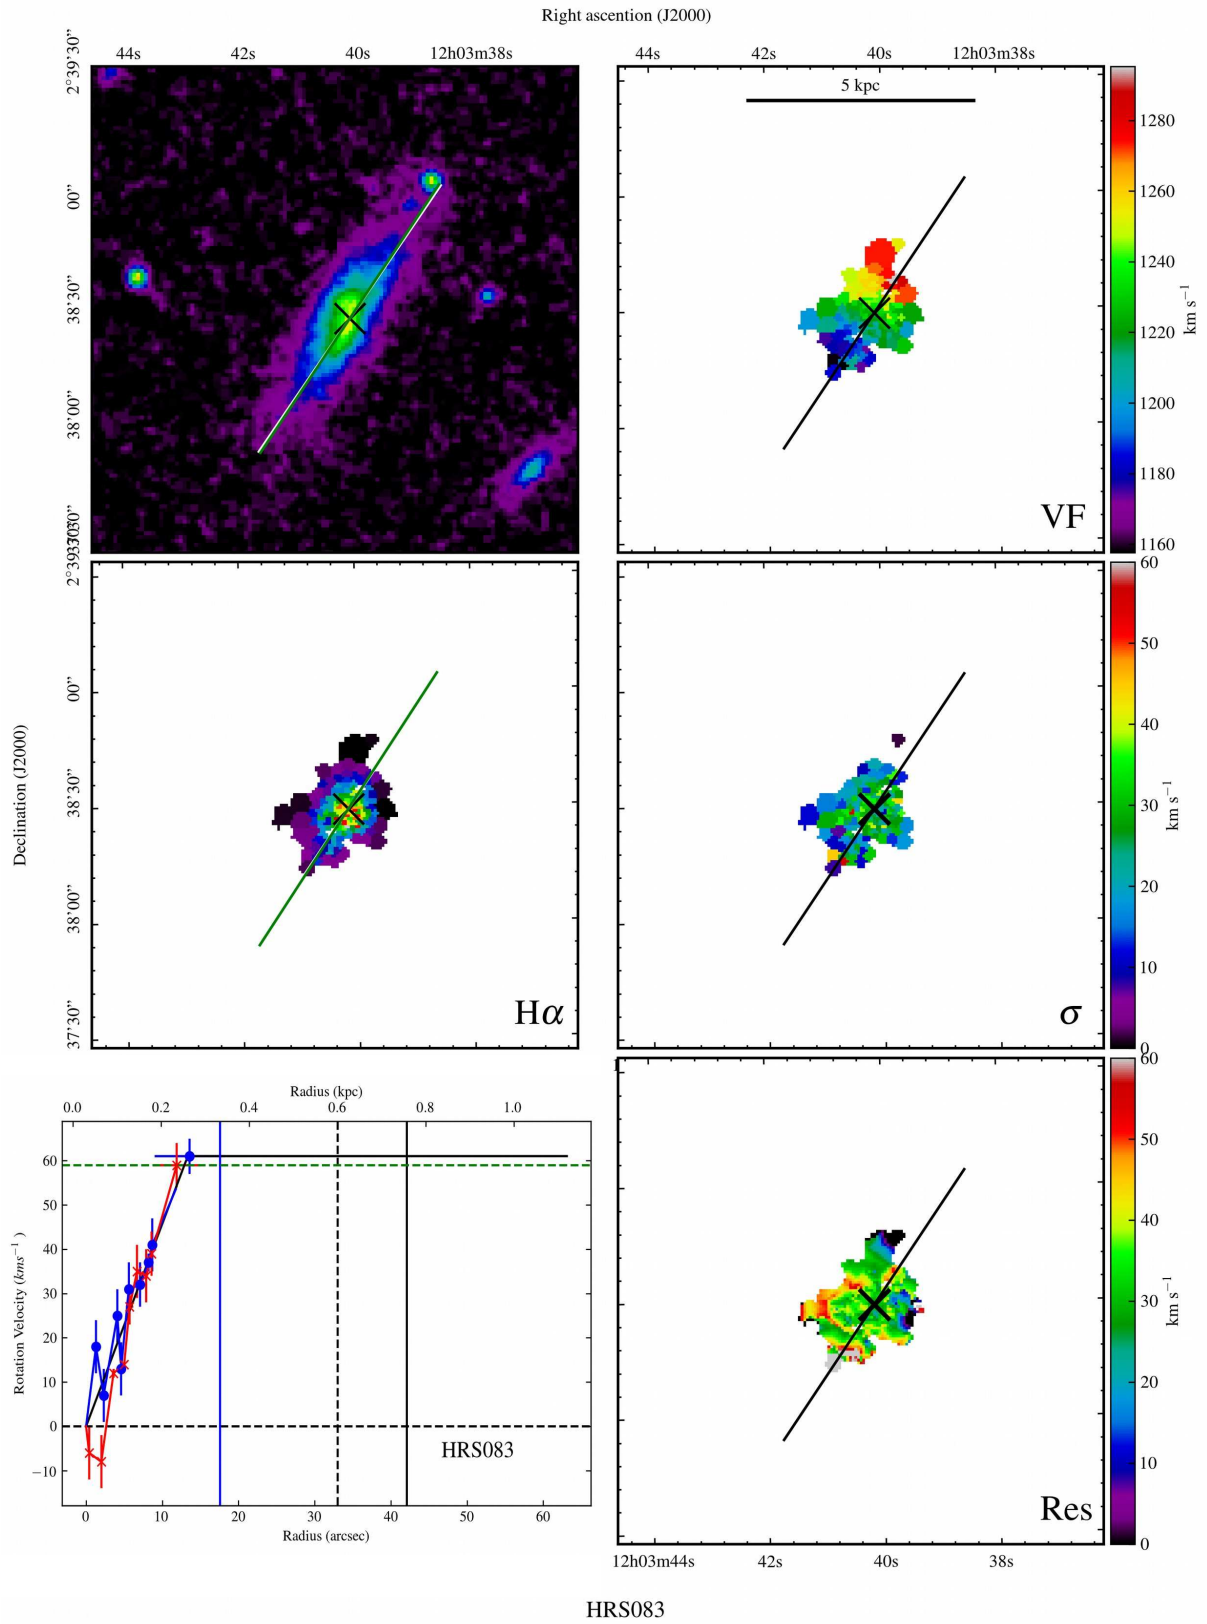 Right ascention (J2000)
44s 42s 40s 12h03m38s
44s 42s 40s 12h03m38s
2°39'30"
00"
38'30"
38'00"
5 kpc
VF
1280
1260
1240
1220
1200
1180
1160
km s⁻¹
Declination (J2000)
00"
38'30"
38'00"
37'30"
Hα
σ
60
50
40
30
20
10
0
km s⁻¹
Radius (kpc)
0.0 0.2 0.4 0.6 0.8 1.0
Rotation Velocity (kms⁻¹ )
60
50
40
30
20
10
0
−10
HRS083
0 10 20 30 40 50 60
Radius (arcsec)
Res
60
50
40
30
20
10
0
km s⁻¹
12h03m44s 42s 40s 38s
HRS083